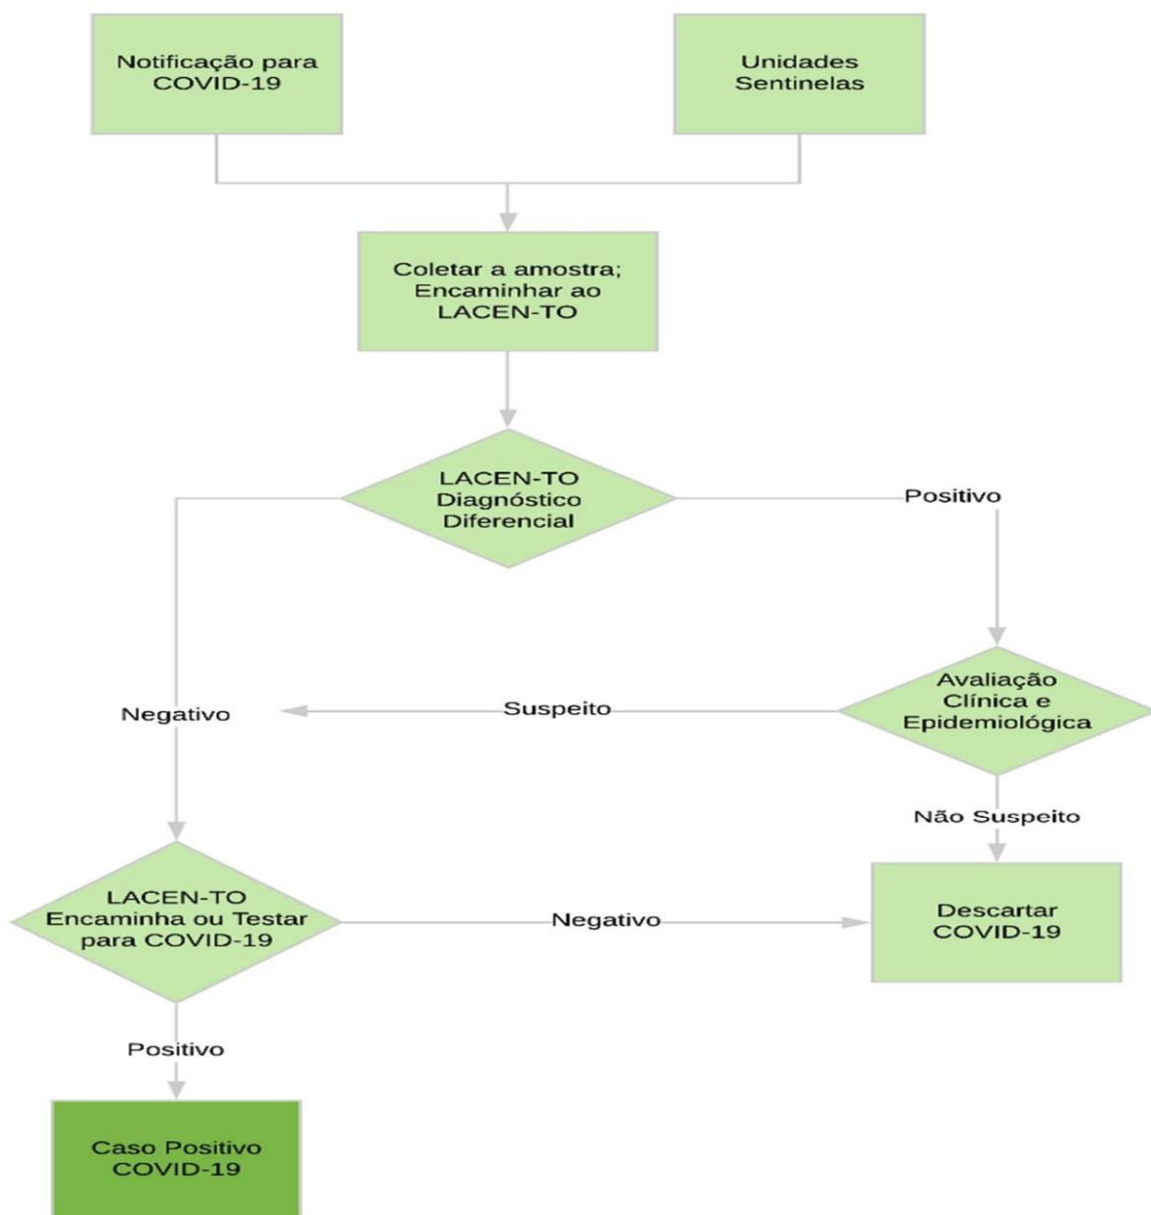 Notificação para
COVID-19
Unidades
Sentinelas
Coletar a amostra;
Encaminhar ao
LACEN-TO
LACEN-TO
Diagnóstico
Diferencial
Positivo
Avaliação
Clínica e
Epidemiológica
Suspeito
Negativo
Não Suspeito
LACEN-TO
Encaminha ou Testar
para COVID-19
Negativo
Descartar
COVID-19
Positivo
Caso Positivo
COVID-19